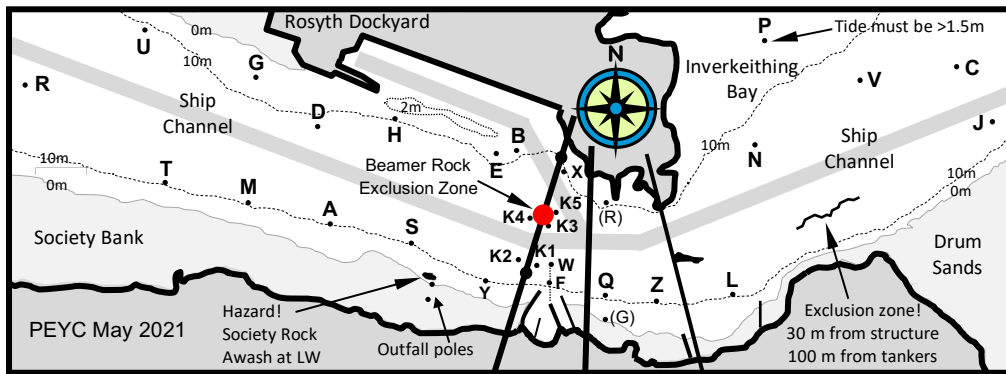 Rosyth Dockyard
N
P
Tide must be >1.5m
U
0m
10m
G
R
Ship
Channel
D
2m
H
B
E
Inverkeithing
Bay
V
C
J
Ship
Channel
10m
N
10m
0m
T
M
A
S
Beamer Rock
Exclusion Zone
X
K5
K4
K3
(R)
10m
0m
Society Bank
K2
K1
W
F
Y
Q
Z
L
(G)
Drum
Sands
PEYC May 2021
Hazard!
Society Rock
Awash at LW
Outfall poles
Exclusion zone!
30 m from structure
100 m from tankers